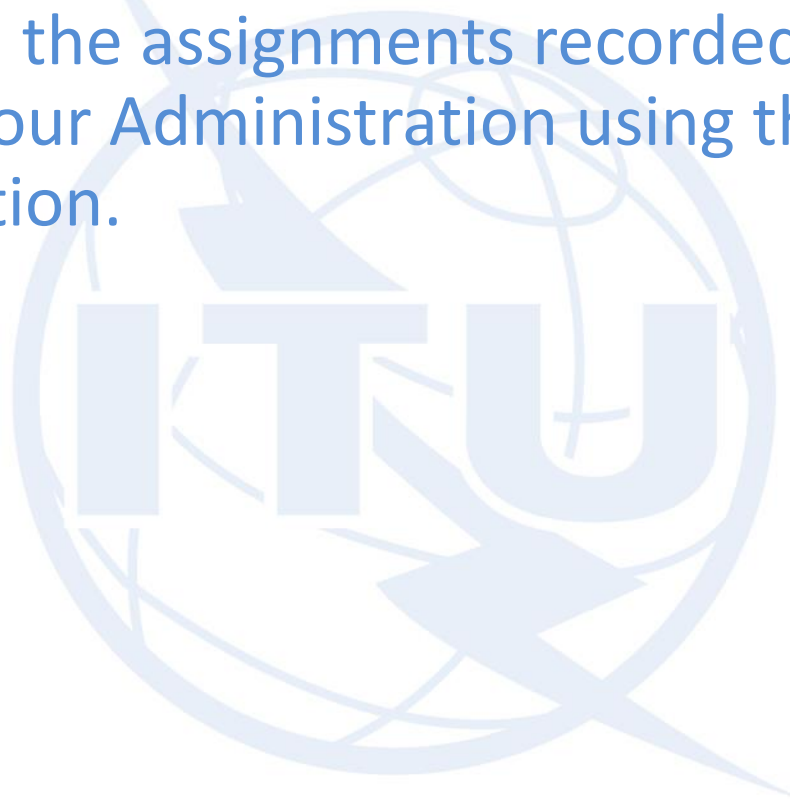 the assignments recorded
our Administration using th
tion.
ITU